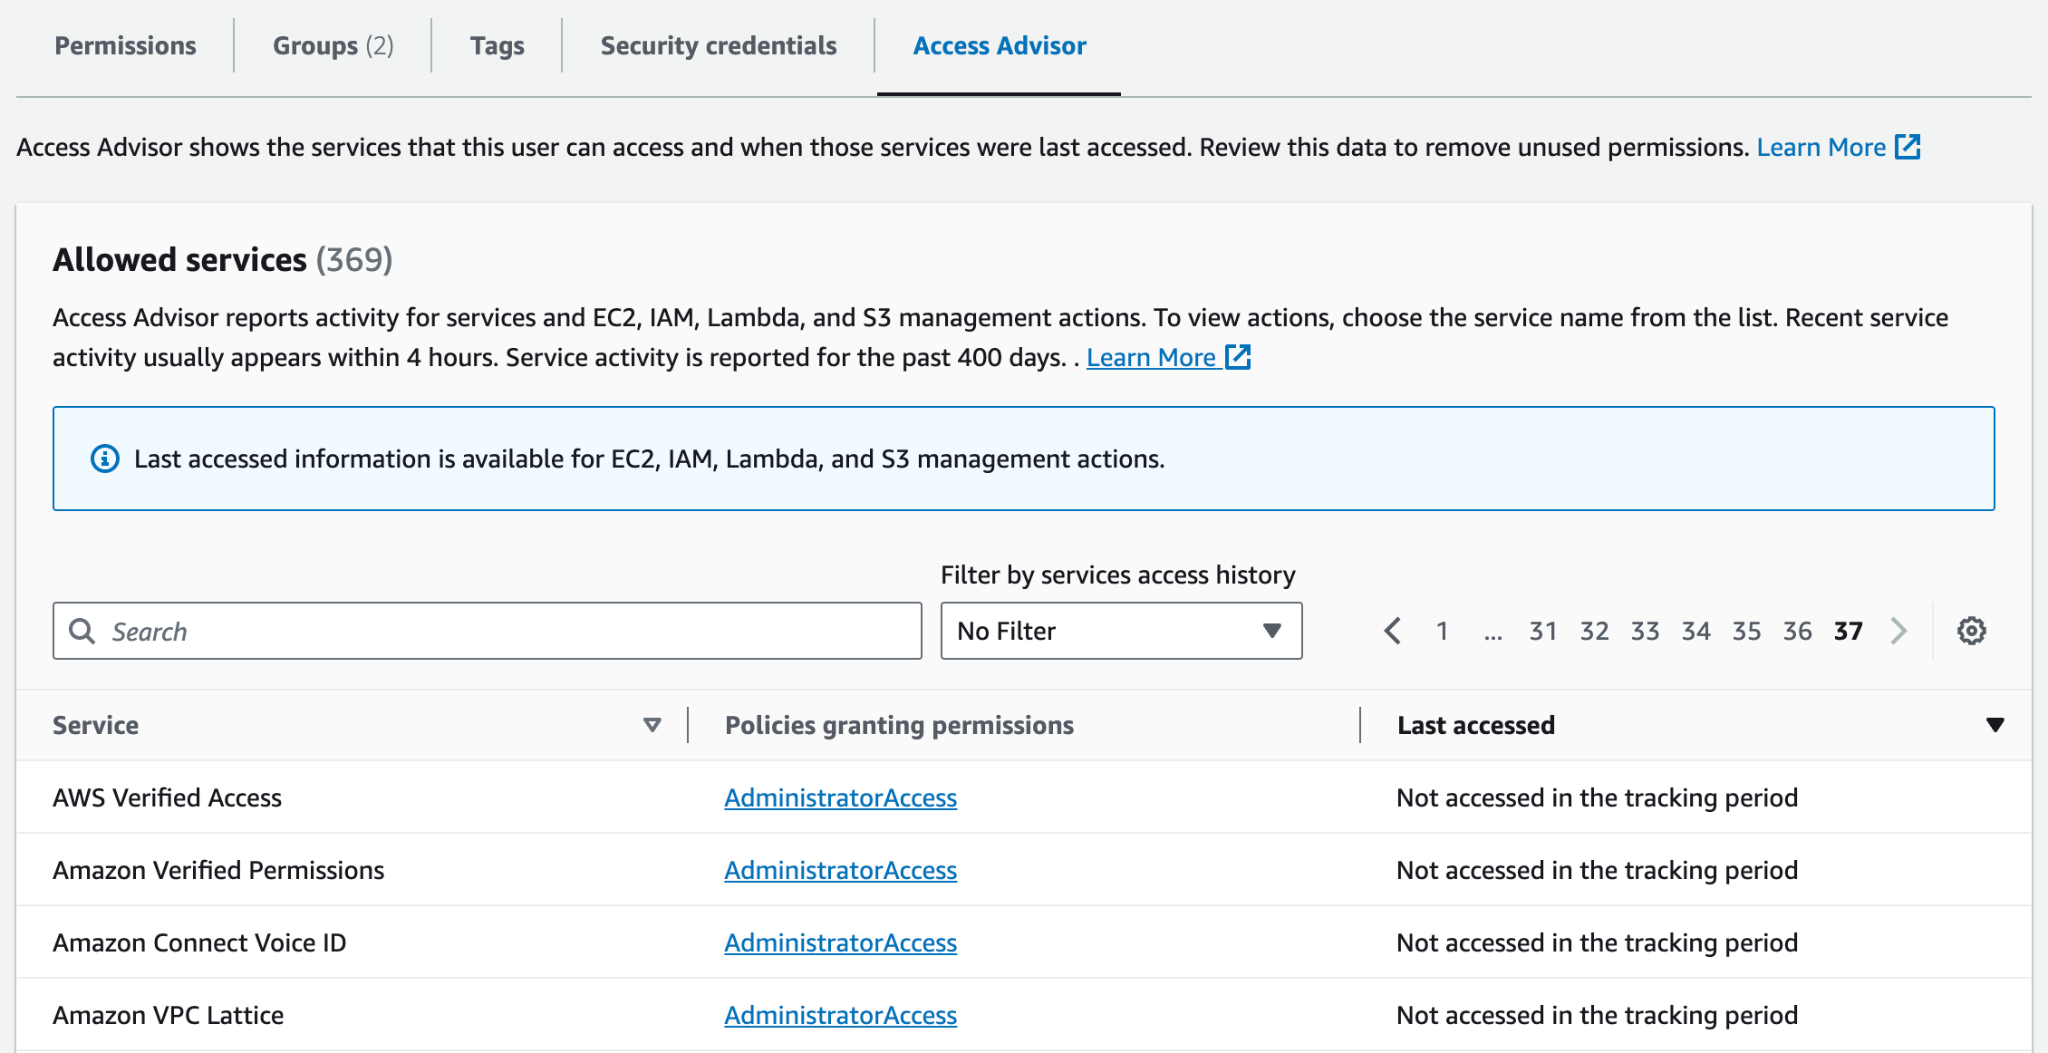 Permissions
Groups (2)
Tags
Security credentials
Access Advisor
Access Advisor shows the services that this user can access and when those services were last accessed. Review this data to remove unused permissions. Learn More
Allowed services (369)
Access Advisor reports activity for services and EC2, IAM, Lambda, and S3 management actions. To view actions, choose the service name from the list. Recent service
activity usually appears within 4 hours. Service activity is reported for the past 400 days. . Learn More
Last accessed information is available for EC2, IAM, Lambda, and S3 management actions.
Filter by services access history
Search
No Filter
1 ... 31 32 33 34 35 36 37
Service Policies granting permissions Last accessed
AWS Verified Access AdministratorAccess Not accessed in the tracking period
Amazon Verified Permissions AdministratorAccess Not accessed in the tracking period
Amazon Connect Voice ID AdministratorAccess Not accessed in the tracking period
Amazon VPC Lattice AdministratorAccess Not accessed in the tracking period